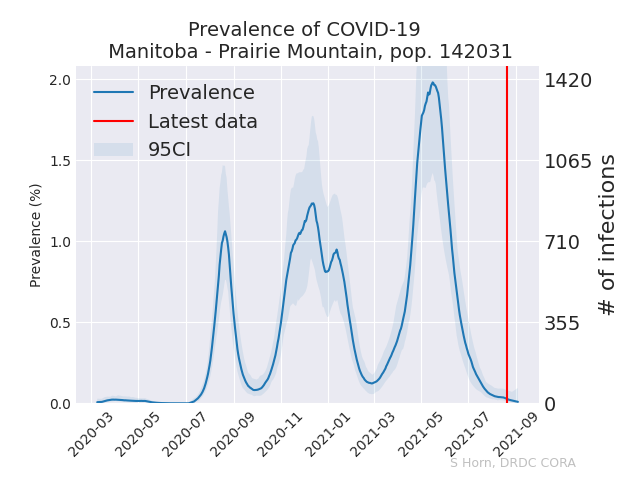 Prevalence of COVID-19
Manitoba - Prairie Mountain, pop. 142031
Prevalence
Latest data
95CI
Prevalence (%)
2.0
1.5
1.0
0.5
0.0
1420
1065
710
355
0
# of infections
2020-03
2020-05
2020-07
2020-09
2020-11
2021-01
2021-03
2021-05
2021-07
2021-09
S Horn, DRDC CORA